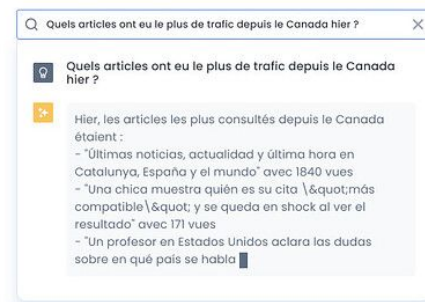 Quels articles ont eu le plus de trafic depuis le Canada hier ?
Quels articles ont eu le plus de trafic depuis le Canada
hier ?
Hier, les articles les plus consultés depuis le Canada
étaient :
- "Últimas noticias, actualidad y última hora en
Catalunya, España y el mundo" avec 1840 vues
- "Una chica muestra quién es su cita \&quot;más
compatible\&quot; y se queda en shock al ver el
resultado" avec 171 vues
- "Un profesor en Estados Unidos aclara las dudas
sobre en qué país se habla